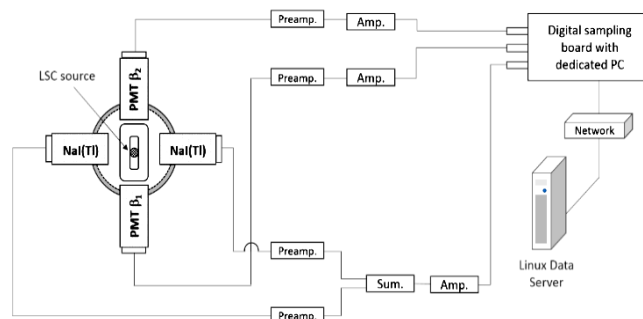 Preamp.
Amp.
Digital sampling
board with
dedicated PC
LSC source
PMT β2
Preamp.
Amp.
Network
NaI(Tl)
NaI(Tl)
PMT β1
Preamp.
Sum.
Amp.
Linux Data
Server
Preamp.